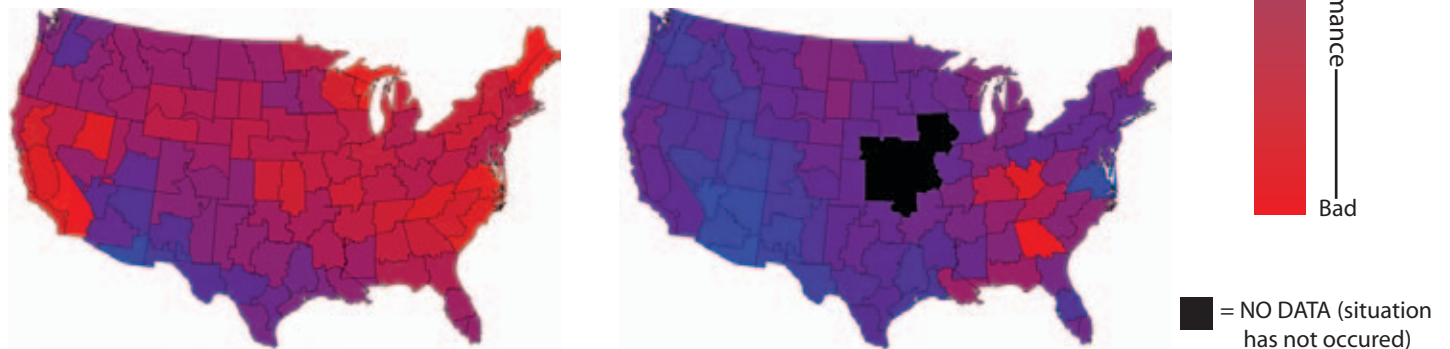 mance
Bad
= NO DATA (situation
has not occured)